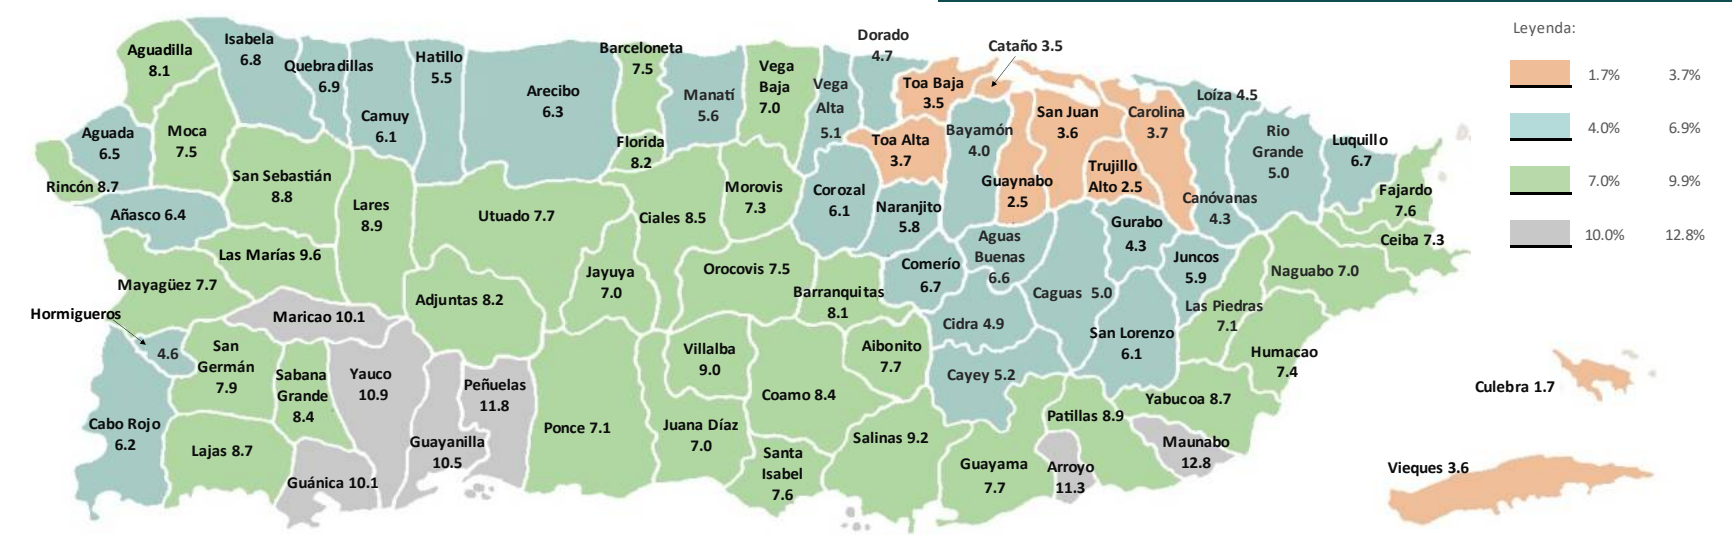 Leyenda:
1.7% 3.7%
4.0% 6.9%
7.0% 9.9%
10.0% 12.8%
Aguadilla
8.1
Isabela
6.8
Quebradillas
6.9
Camuy
6.1
Hatillo
5.5
Arecibo
6.3
Barceloneta
7.5
Manatí
5.6
Vega
Baja
7.0
Vega
Alta
5.1
Dorado
4.7
Toa Baja
3.5
Cataño 3.5
Toa Alta
3.7
Bayamón
4.0
San Juan
3.6
Guaynabo
2.5
Trujillo
Alto 2.5
Carolina
3.7
Loíza 4.5
Canóvanas
4.3
Rio
Grande
5.0
Luquillo
6.7
Fajardo
7.6
Ceiba 7.3
Aguada
6.5
Moca
7.5
Rincón 8.7
Añasco 6.4
San Sebastián
8.8
Lares
8.9
Utuado 7.7
Florida
8.2
Ciales 8.5
Morovis
7.3
Corozal
6.1
Naranjito
5.8
Comerío
6.7
Aguas
Buenas
6.6
Gurabo
4.3
Juncos
5.9
Naguabo 7.0
Las Marías 9.6
Mayagüez 7.7
Hormigueros
4.6
Maricao 10.1
Adjuntas 8.2
Jayuya
7.0
Orocovis 7.5
Barranquitas
8.1
Caguas 5.0
Cidra 4.9
San Lorenzo
6.1
Las Piedras
7.1
Humacao
7.4
San
Germán
7.9
Sabana
Grande
8.4
Yauco
10.9
Peñuelas
11.8
Guayanilla
10.5
Ponce 7.1
Villalba
9.0
Juana Díaz
7.0
Coamo 8.4
Aibonito
7.7
Cayey 5.2
Salinas 9.2
Santa
Isabel
7.6
Guayama
7.7
Arroyo
11.3
Patillas 8.9
Yabucoa 8.7
Maunabo
12.8
Cabo Rojo
6.2
Lajas 8.7
Guánica 10.1
Culebra 1.7
Vieques 3.6